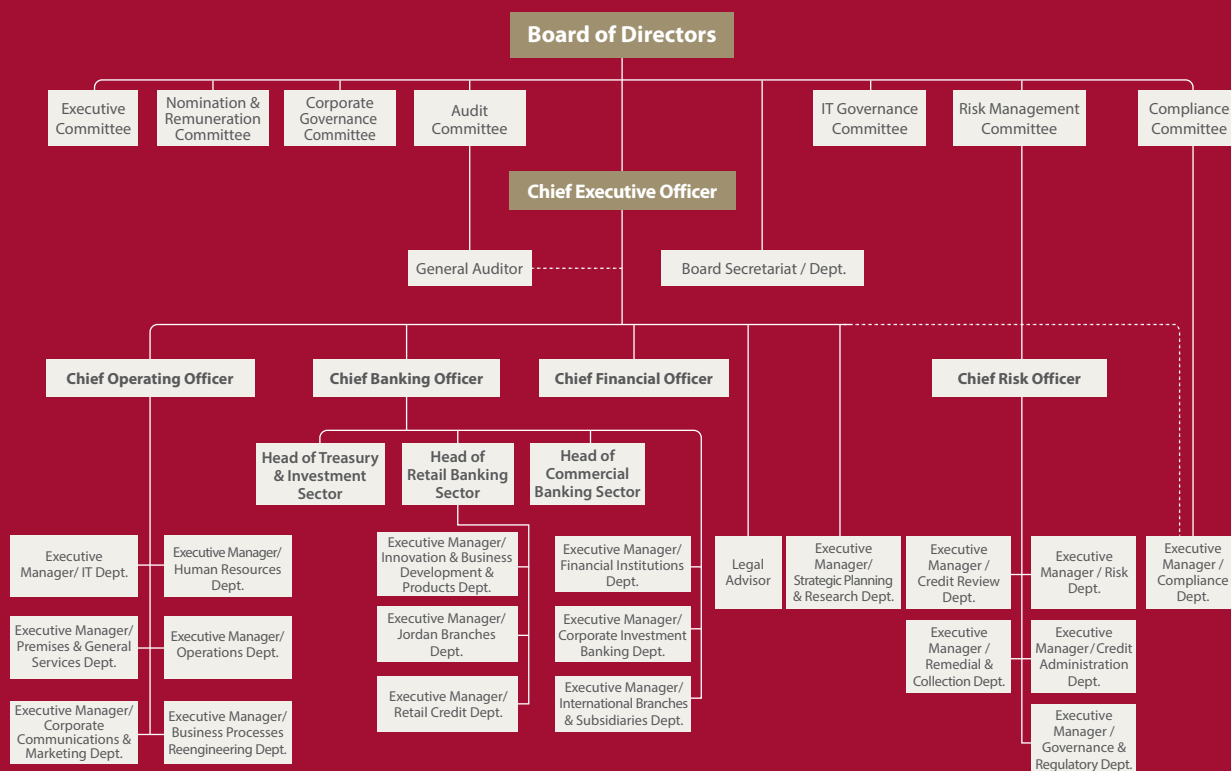 Board of Directors
Executive
Committee
Nomination &
Remuneration
Committee
Corporate
Governance
Committee
Audit
Committee
IT Governance
Committee
Risk Management
Committee
Compliance
Committee
Chief Executive Officer
General Auditor
Board Secretariat / Dept.
Chief Operating Officer
Chief Banking Officer
Chief Financial Officer
Chief Risk Officer
Head of Treasury
& Investment
Sector
Head of
Retail Banking
Sector
Head of
Commercial
Banking Sector
Executive
Manager/ IT Dept.
Executive Manager/
Human Resources
Dept.
Executive Manager/
Innovation & Business
Development &
Products Dept.
Executive Manager/
Financial Institutions
Dept.
Legal
Advisor
Executive
Manager/
Strategic Planning
& Research Dept.
Executive
Manager /
Credit Review
Dept.
Executive
Manager / Risk
Dept.
Executive
Manager /
Compliance
Dept.
Executive Manager/
Premises & General
Services Dept.
Executive Manager/
Operations Dept.
Executive Manager/
Jordan Branches
Dept.
Executive Manager/
Corporate Investment
Banking Dept.
Executive
Manager /
Remedial &
Collection Dept.
Executive
Manager/Credit
Administration
Dept.
Executive Manager/
Corporate
Communications &
Marketing Dept.
Executive Manager/
Business Processes
Reengineering Dept.
Executive Manager/
Retail Credit Dept.
Executive Manager/
International Branches
& Subsidiaries Dept.
Executive
Manager /
Governance &
Regulatory Dept.